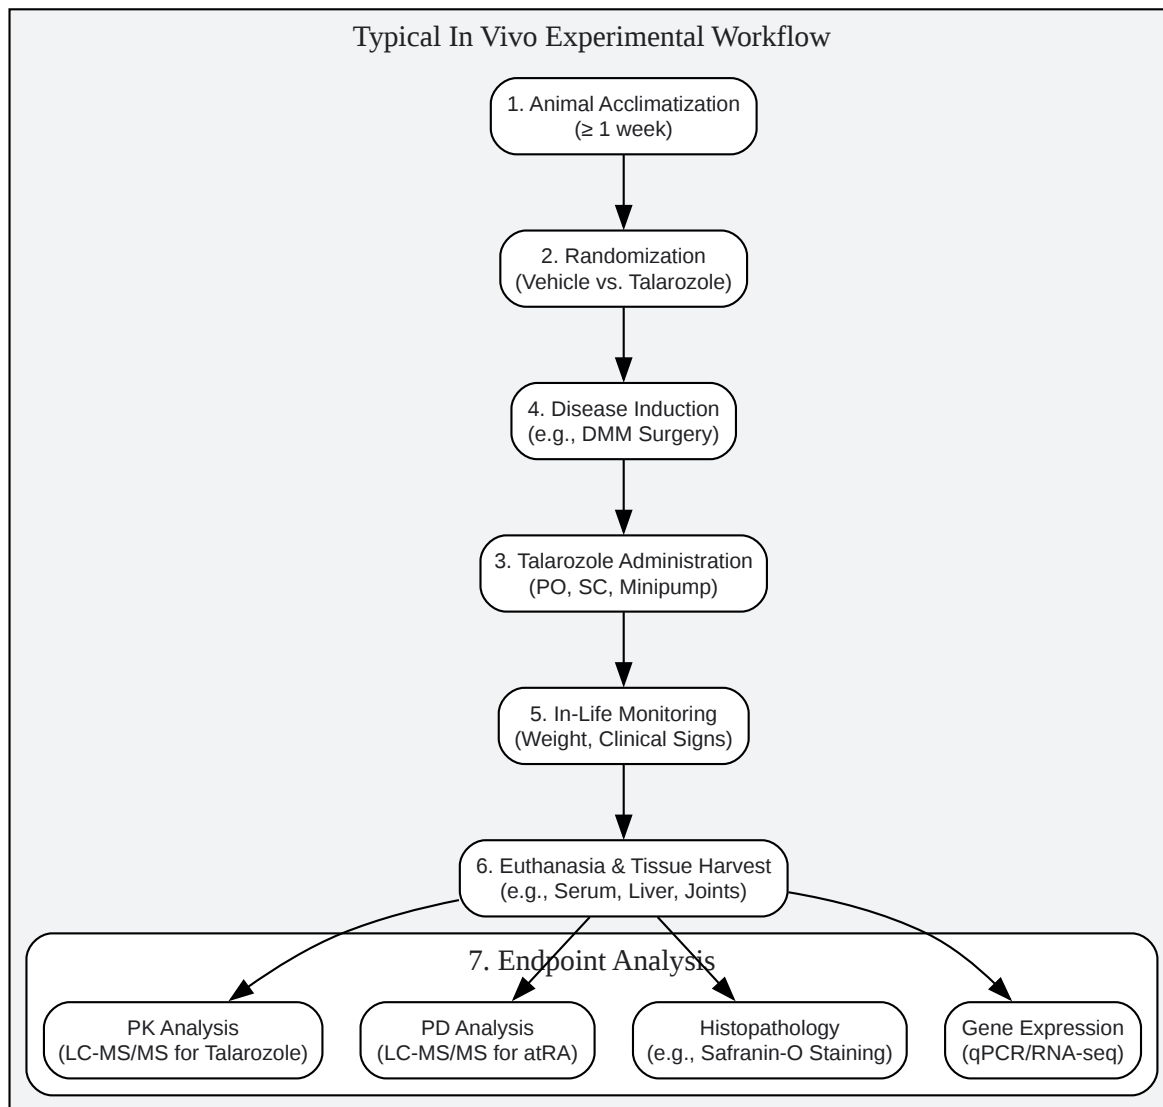 Typical In Vivo Experimental Workflow
1. Animal Acclimatization
(≥ 1 week)
2. Randomization
(Vehicle vs. Talarozole)
4. Disease Induction
(e.g., DMM Surgery)
3. Talarozole Administration
(PO, SC, Minipump)
5. In-Life Monitoring
(Weight, Clinical Signs)
6. Euthanasia & Tissue Harvest
(e.g., Serum, Liver, Joints)
7. Endpoint Analysis
PK Analysis
(LC-MS/MS for Talarozole)
PD Analysis
(LC-MS/MS for atRA)
Histopathology
(e.g., Safranin-O Staining)
Gene Expression
(qPCR/RNA-seq)